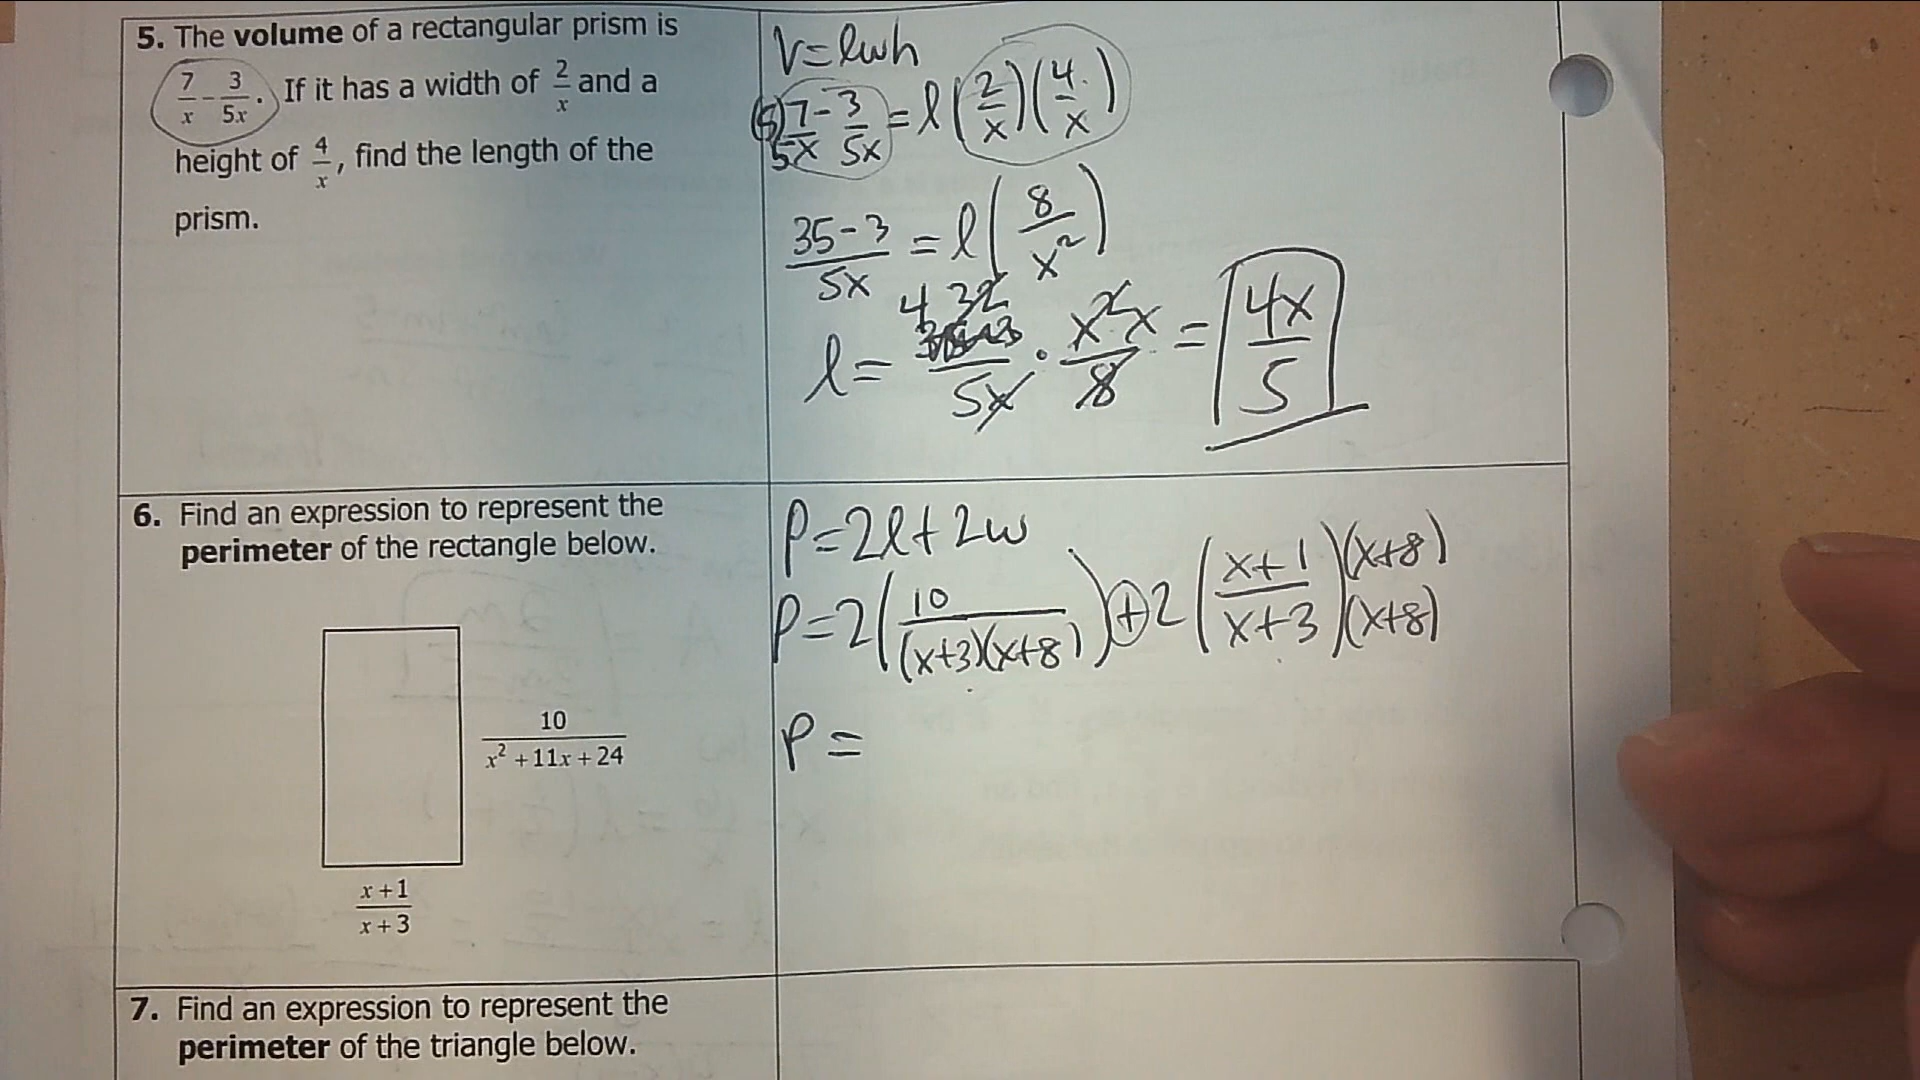 5. The volume of a rectangular prism is
7/x - 3/5x. If it has a width of 2/x and a
height of 4/x, find the length of the
prism.
V=lwh
(5)7/5x - 3/5x = l(2/x)(4/x)
35-3/5x = l(8/x²)
l = 4 32/5x · x² x/8 = 4x/5
6. Find an expression to represent the
perimeter of the rectangle below.
10/x² + 11x + 24
x + 1/x + 3
P=2l+2w
P=2(10/(x+3)(x+8))+2(x+1/x+3)(x+8)/(x+8)
P=
7. Find an expression to represent the
perimeter of the triangle below.